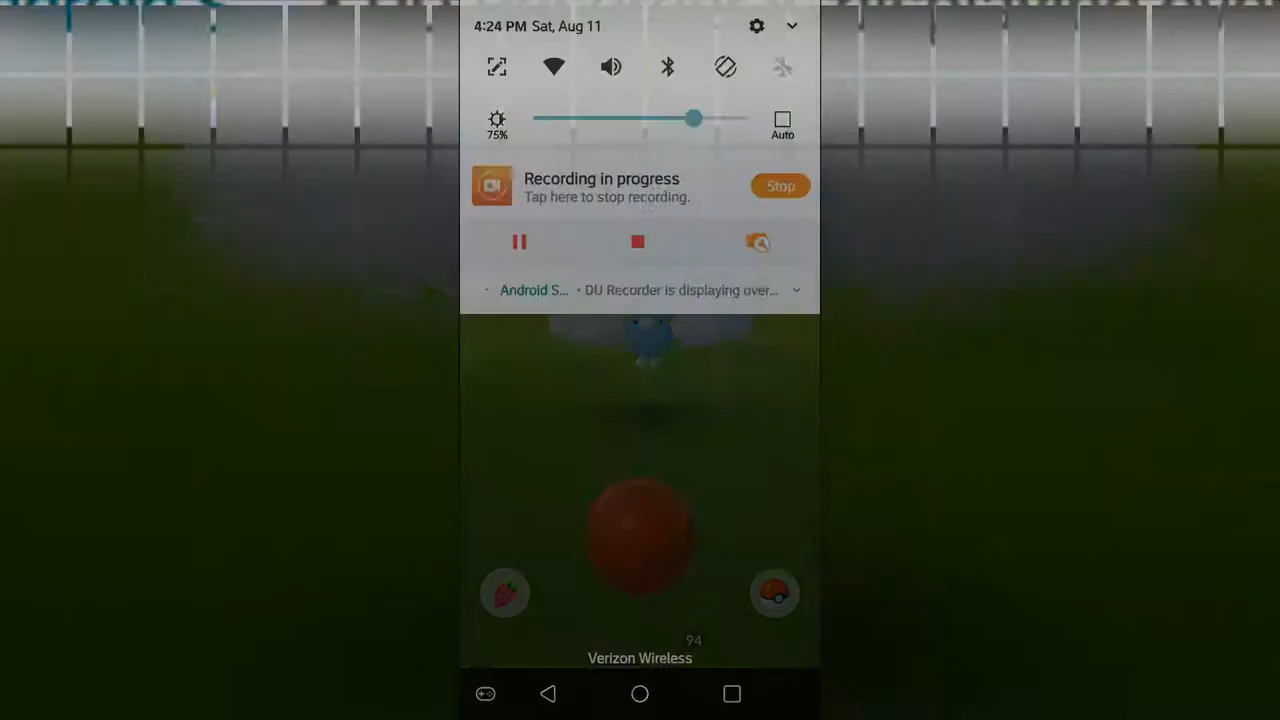 4:24 PM Sat, Aug 11
75%
Auto
Recording in progress
Tap here to stop recording.
Stop
Android S... • DU Recorder is displaying over...
94
Verizon Wireless